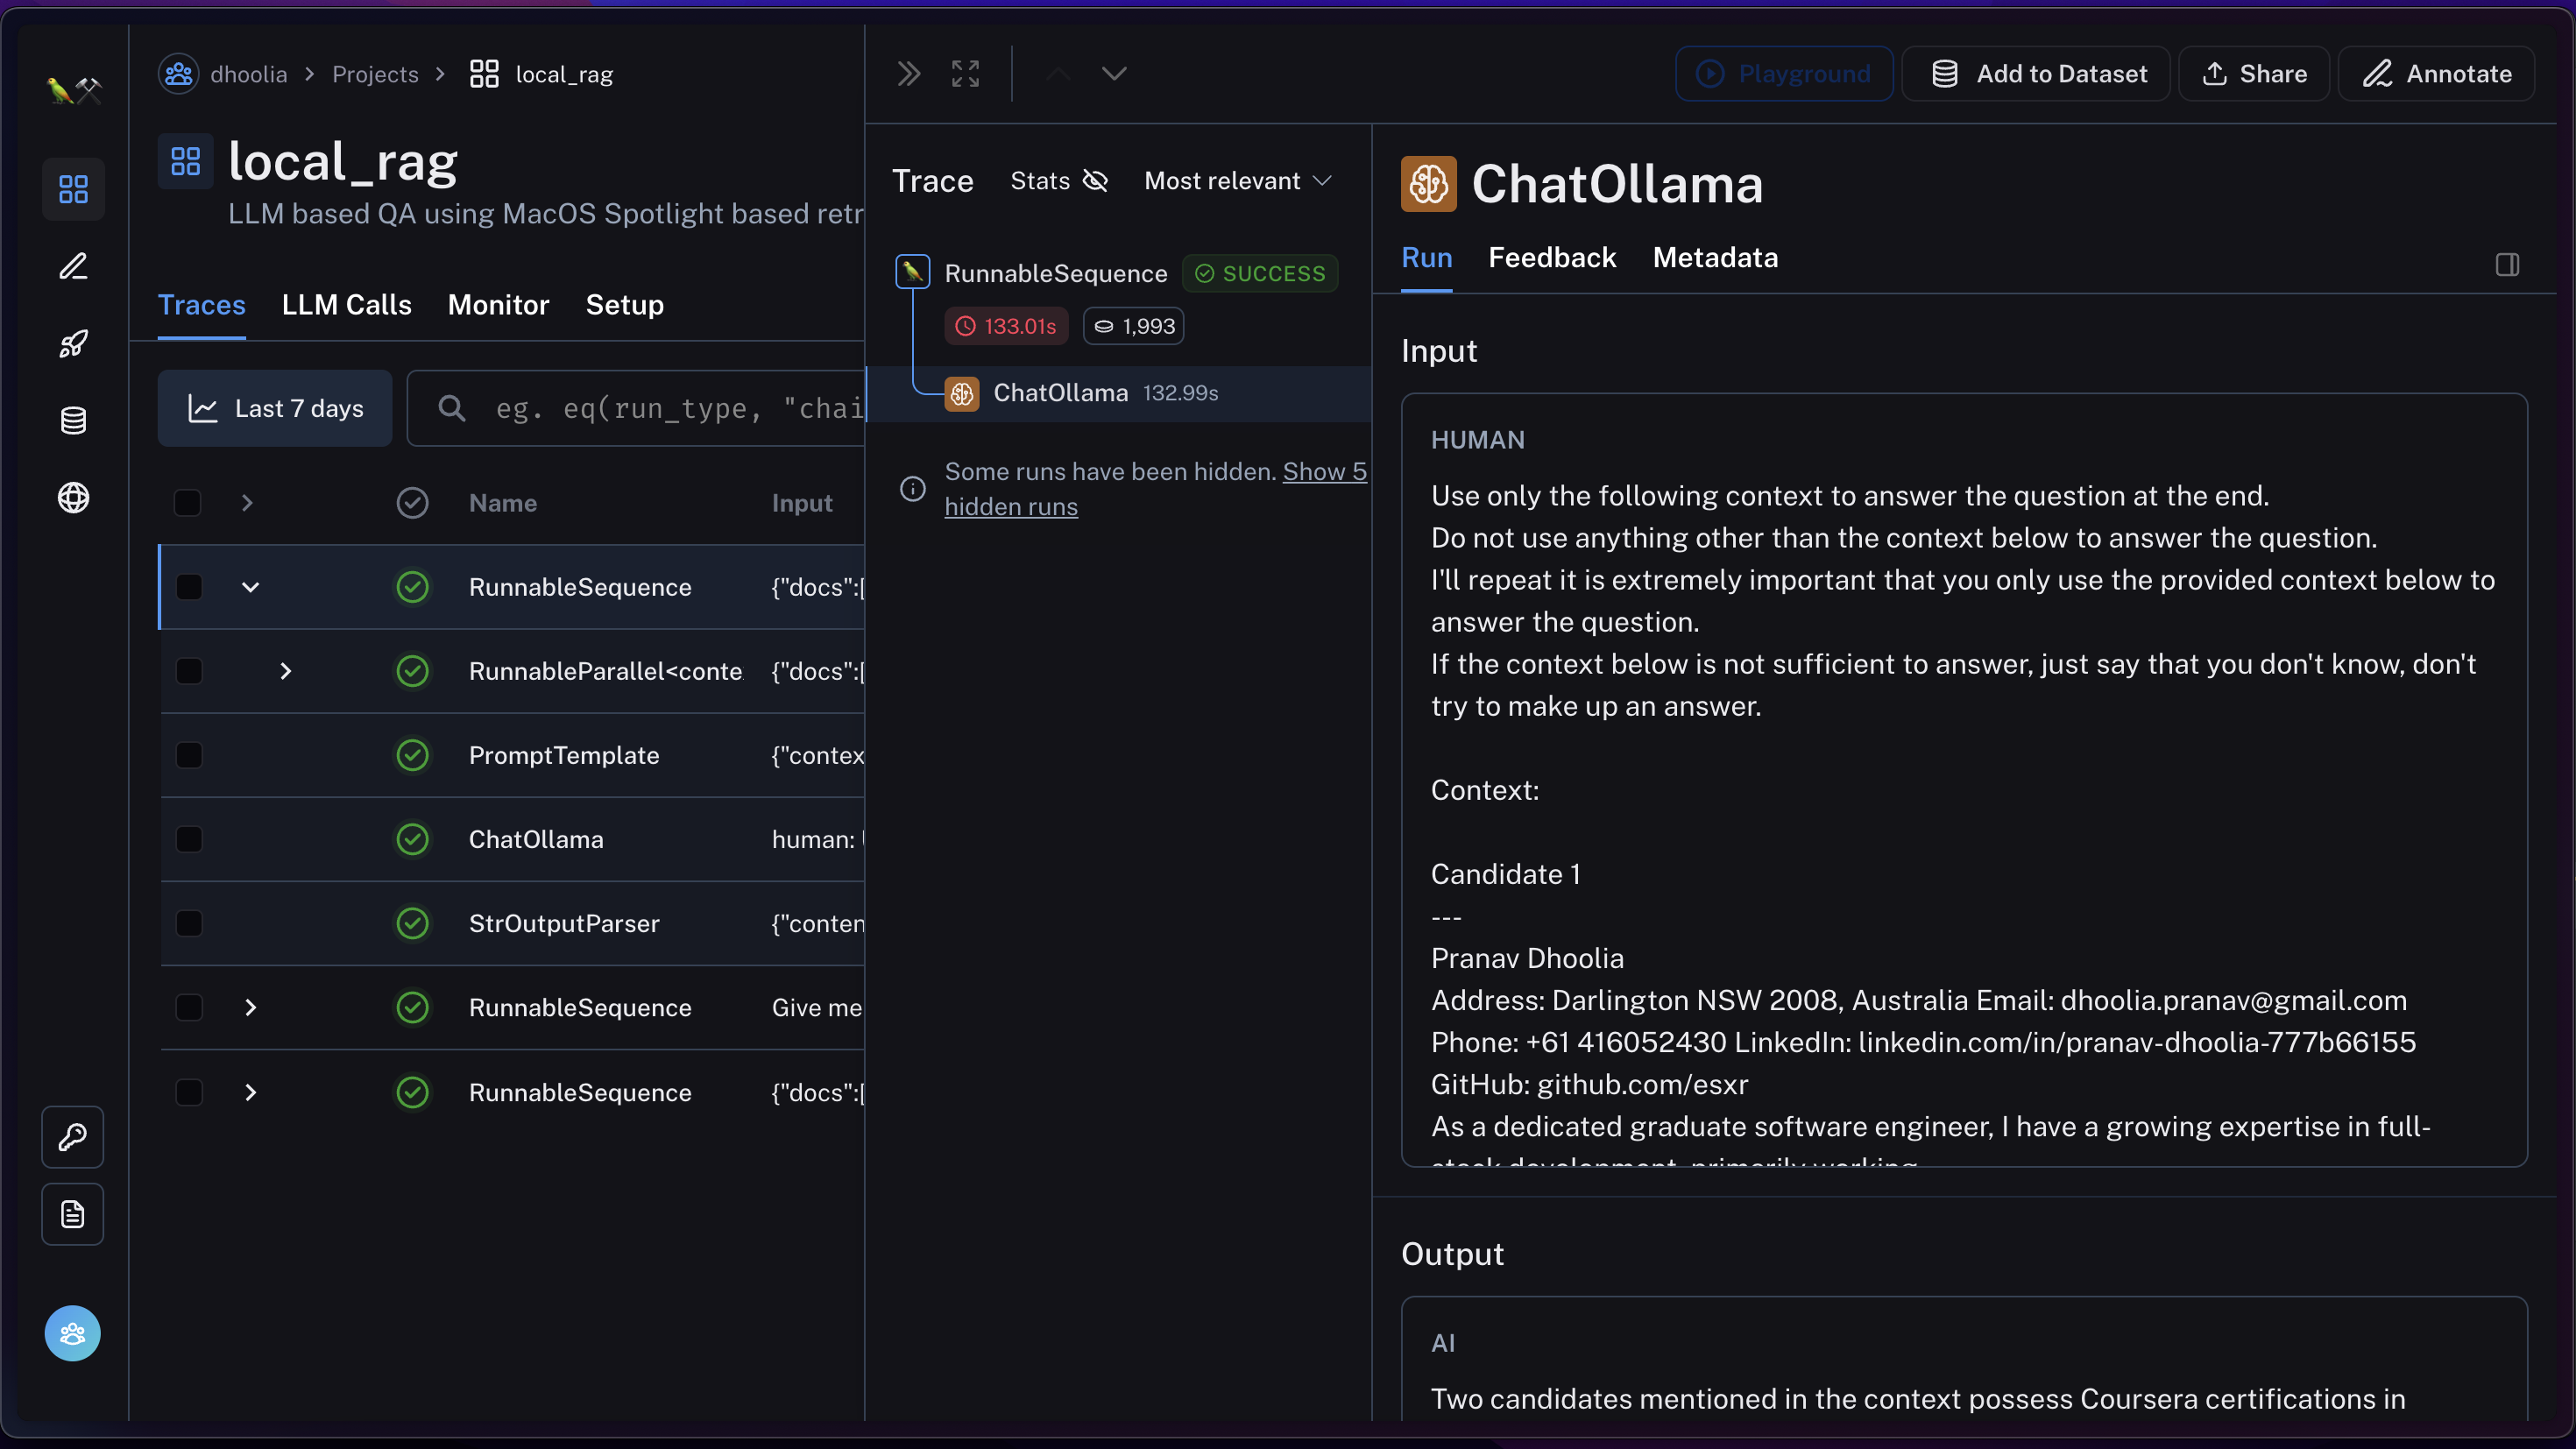 dhoolia
Projects
local_rag
local_rag
LLM based QA using MacOS Spotlight based retr
Traces
LLM Calls
Monitor
Setup
Last 7 days
eg. eq(run_type, "chai
Name
Input
RunnableSequence
{"docs":[
RunnableParallel<conte
{"docs":[
PromptTemplate
{"contex
ChatOllama
human:
StrOutputParser
{"conten
RunnableSequence
Give me
RunnableSequence
{"docs":[
Playground
Add to Dataset
Share
Annotate
Trace
Stats
Most relevant
RunnableSequence
SUCCESS
133.01s
1,993
ChatOllama
132.99s
Some runs have been hidden. Show 5
hidden runs
ChatOllama
Run
Feedback
Metadata
Input
HUMAN
Use only the following context to answer the question at the end.
Do not use anything other than the context below to answer the question.
I'll repeat it is extremely important that you only use the provided context below to
answer the question.
If the context below is not sufficient to answer, just say that you don't know, don't
try to make up an answer.
Context:
Candidate 1
---
Pranav Dhoolia
Address: Darlington NSW 2008, Australia Email: dhoolia.pranav@gmail.com
Phone: +61 416052430 LinkedIn: linkedin.com/in/pranav-dhoolia-777b66155
GitHub: github.com/esxr
As a dedicated graduate software engineer, I have a growing expertise in full-
stack development, primarily working
Output
AI
Two candidates mentioned in the context possess Coursera certifications in